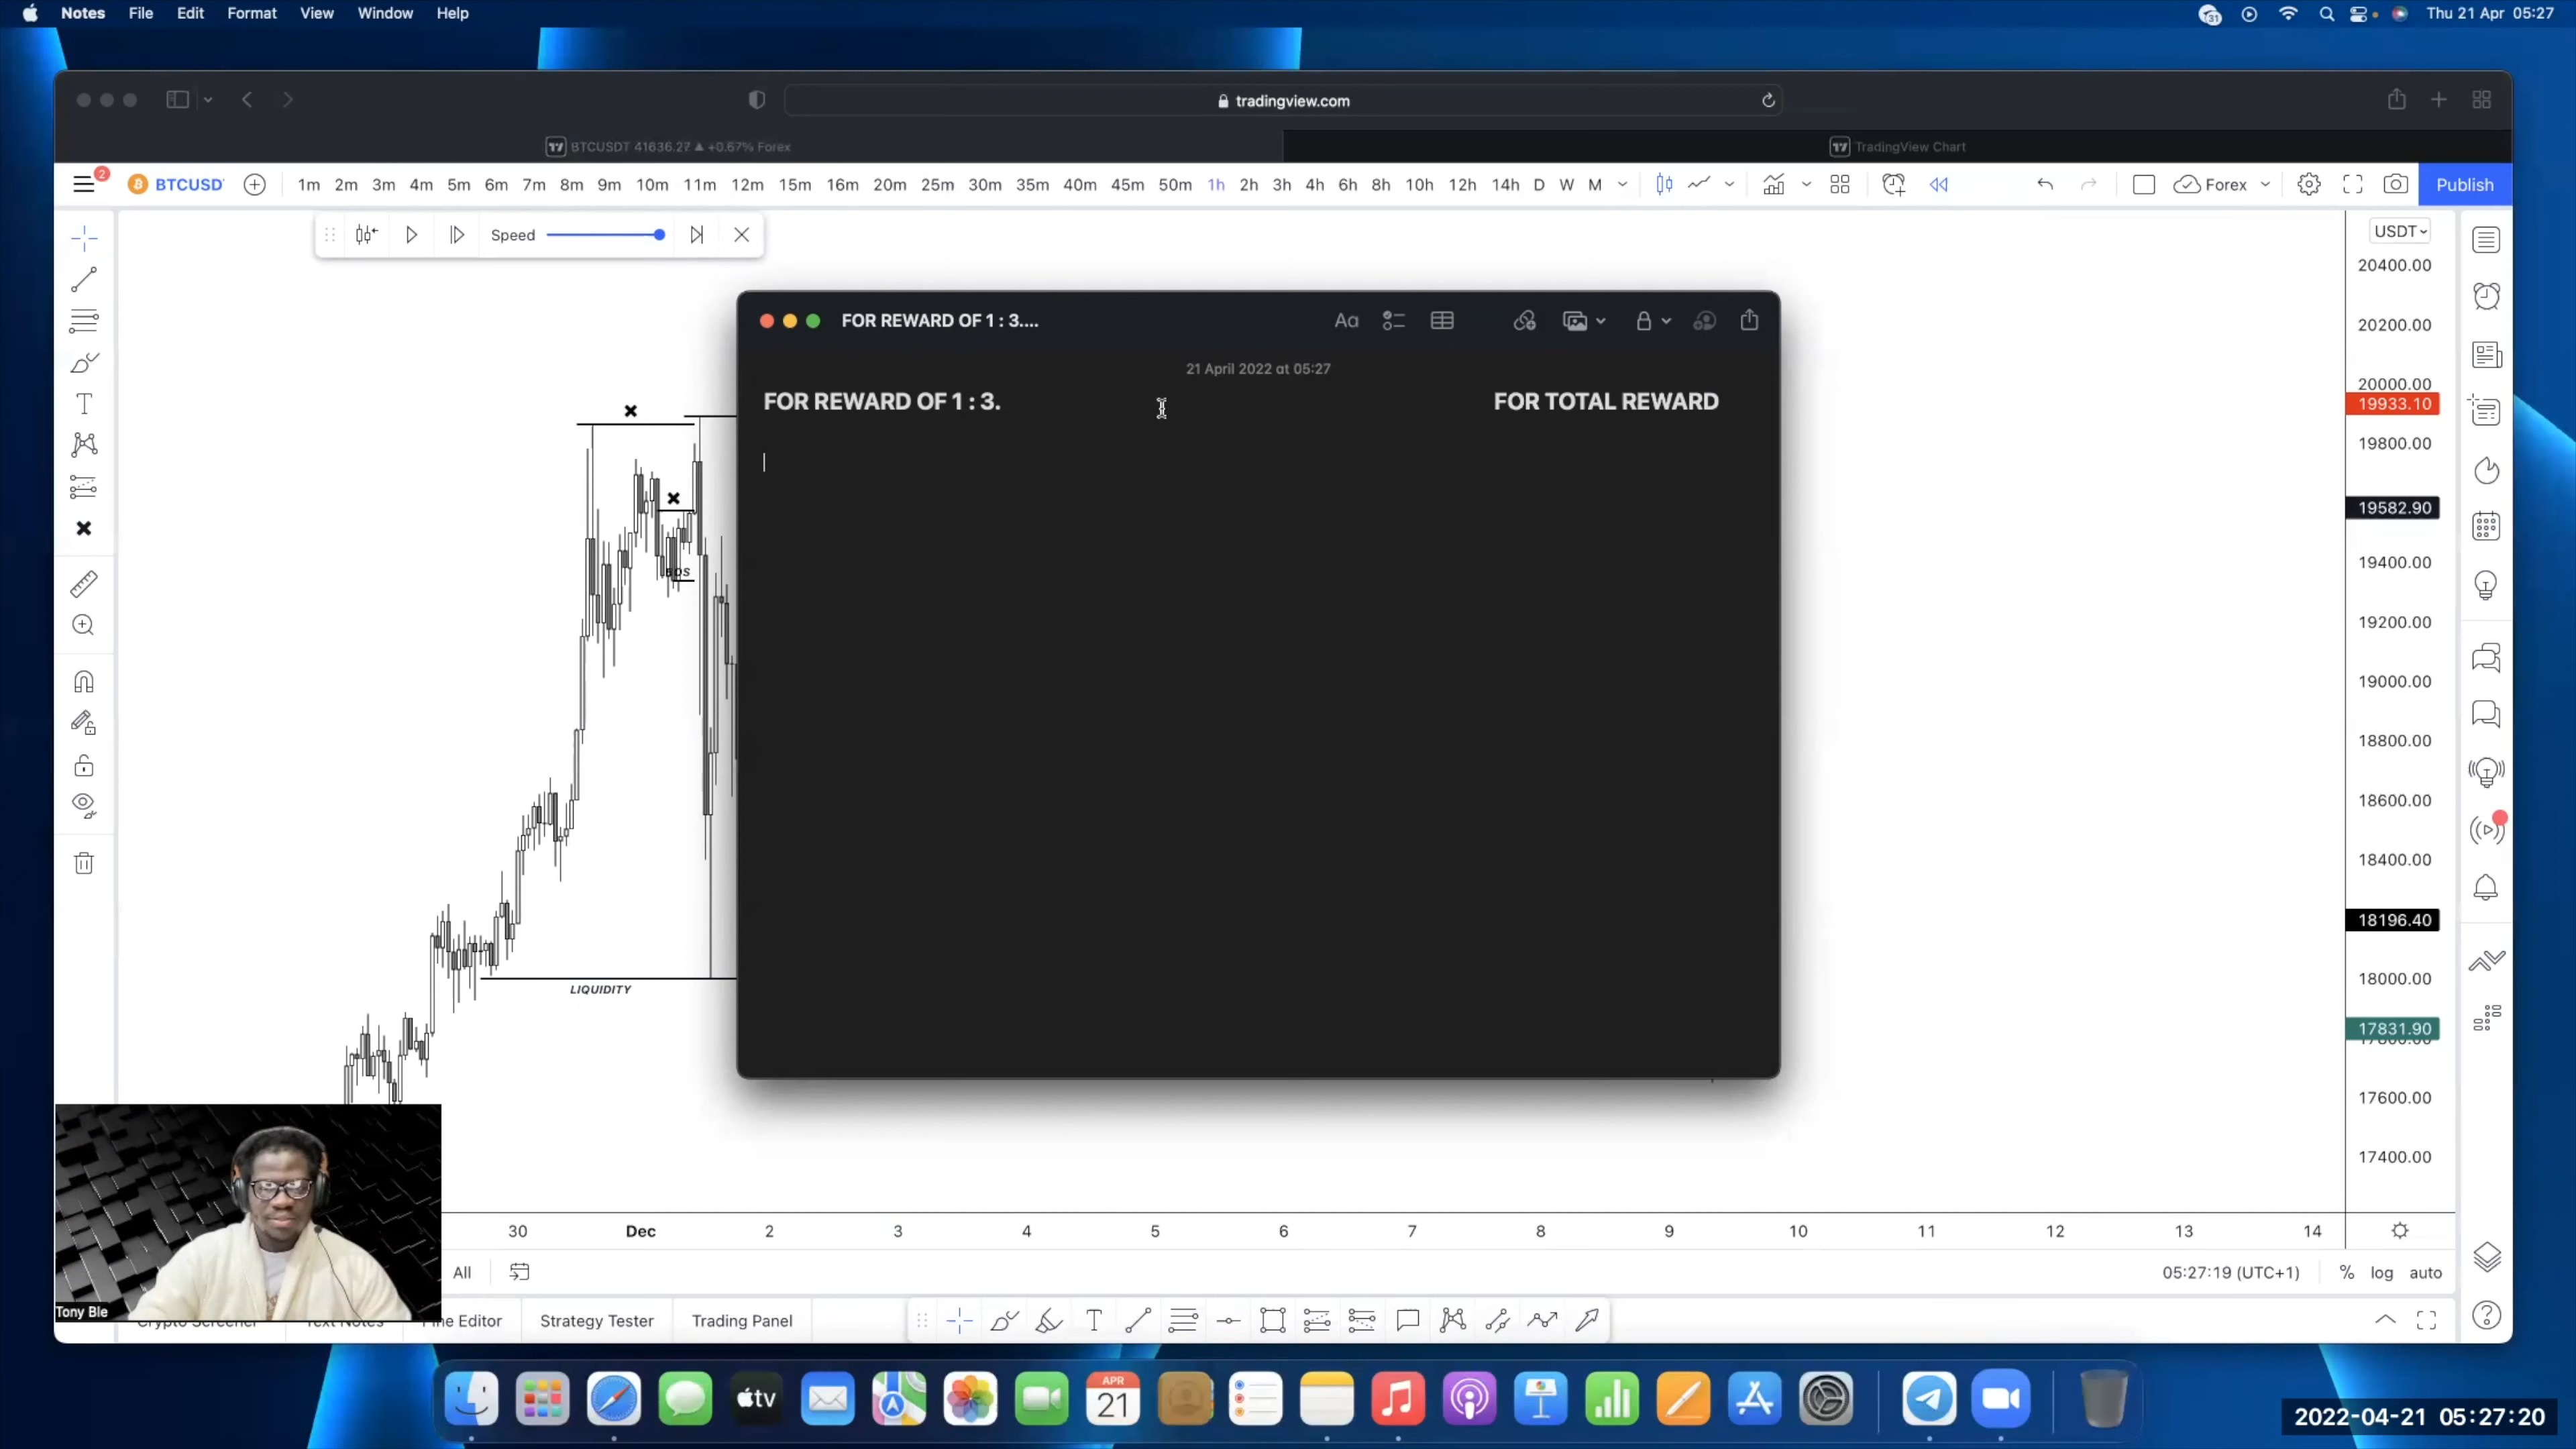 Notes File Edit Format View Window Help
31
Thu 21 Apr 05:27
tradingview.com
BTCUSDT 41636.27 ▲ +0.67% Forex
TradingView Chart
2
BTCUSD
1m 2m 3m 4m 5m 6m 7m 8m 9m 10m 11m 12m 15m 16m 20m 25m 30m 35m 40m 45m 50m 1h 2h 3h 4h 6h 8h 10h 12h 14h D W M
Forex
Publish
Speed
USDT
20400.00
20200.00
20000.00
19933.10
19800.00
19582.90
19400.00
19200.00
19000.00
18800.00
18600.00
18400.00
18196.40
18000.00
17831.90
17600.00
17400.00
FOR REWARD OF 1 : 3....
Aa
21 April 2022 at 05:27
FOR REWARD OF 1 : 3. FOR TOTAL REWARD
LIQUIDITY
30 Dec 2 3 4 5 6 7 8 9 10 11 12 13 14
All
05:27:19 (UTC+1) % log auto
Tony Ble
Strategy Tester
Trading Panel
tv
APR
21
2022-04-21 05:27:20